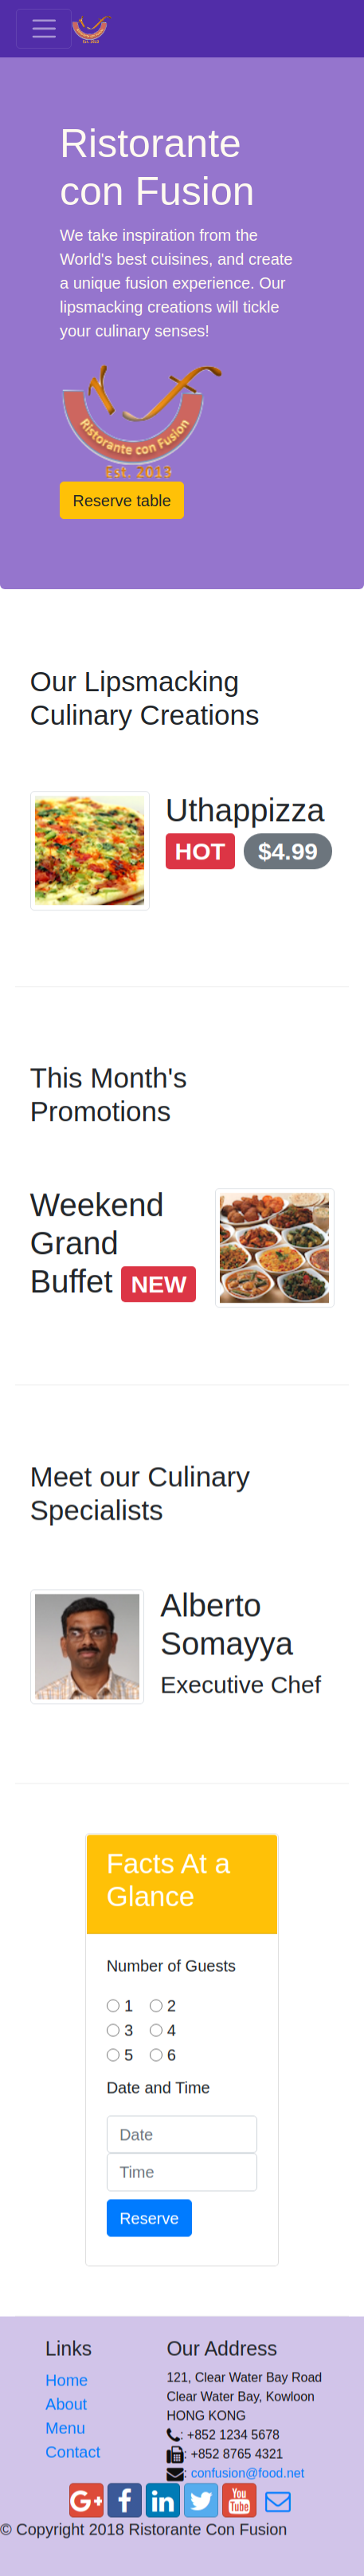 Ristorante
con Fusion
We take inspiration from the
World's best cuisines, and create
a unique fusion experience. Our
lipsmacking creations will tickle
your culinary senses!
Ristorante con Fusion
Est. 2013
Reserve table
Our Lipsmacking
Culinary Creations
Uthappizza
HOT $4.99
This Month's
Promotions
Weekend
Grand
Buffet NEW
Meet our Culinary
Specialists
Alberto
Somayya
Executive Chef
Facts At a
Glance
Number of Guests
1 2
3 4
5 6
Date and Time
Date
Time
Reserve
Links
Home
About
Menu
Contact
Our Address
121, Clear Water Bay Road
Clear Water Bay, Kowloon
HONG KONG
: +852 1234 5678
: +852 8765 4321
: confusion@food.net
G+ f in You Tube
© Copyright 2018 Ristorante Con Fusion